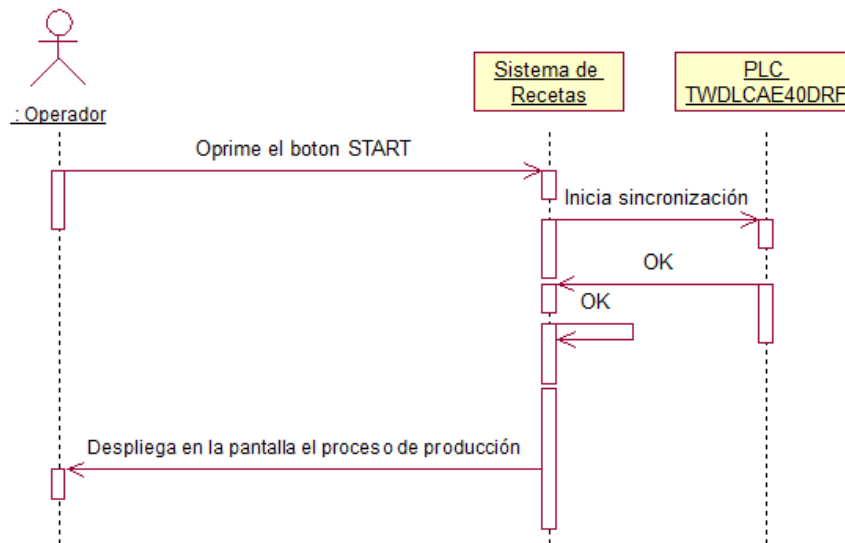 Sistema de
Recetas
PLC
TWDLCAE40DRF
: Operador
Oprime el boton START
Inicia sincronización
OK
OK
Despliega en la pantalla el proceso de producción